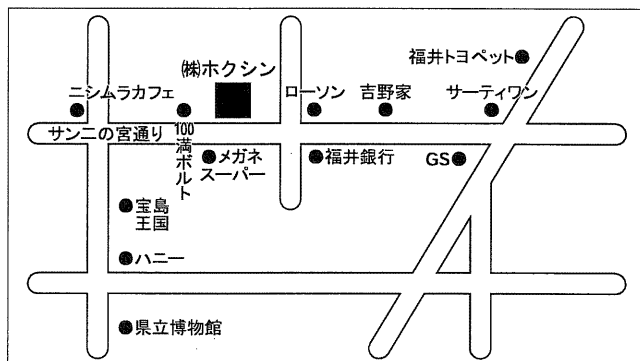 福井トヨペット
㈱ホクシン
ニシムラカフェ
ローソン
吉野家
サーティワン
サンニの宮通り
100満ボルト
メガネ
スーパー
福井銀行
GS
宝島
王国
ハニー
県立博物館